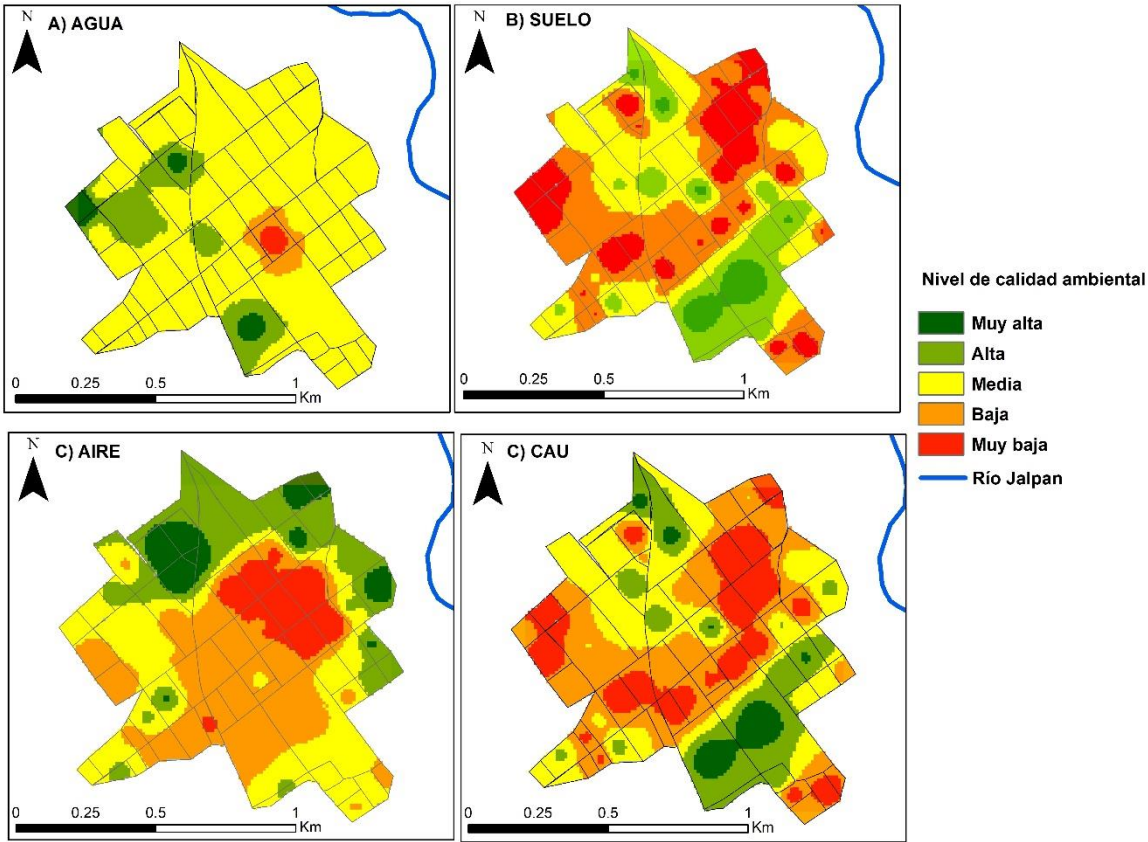 N
A) AGUA
0 0.25 0.5 1
Km
N
B) SUELO
0 0.25 0.5 1
Km
Nivel de calidad ambiental
Muy alta
Alta
Media
Baja
Muy baja
Río Jalpan
N
C) AIRE
0 0.25 0.5 1
Km
N
C) CAU
0 0.25 0.5 1
Km